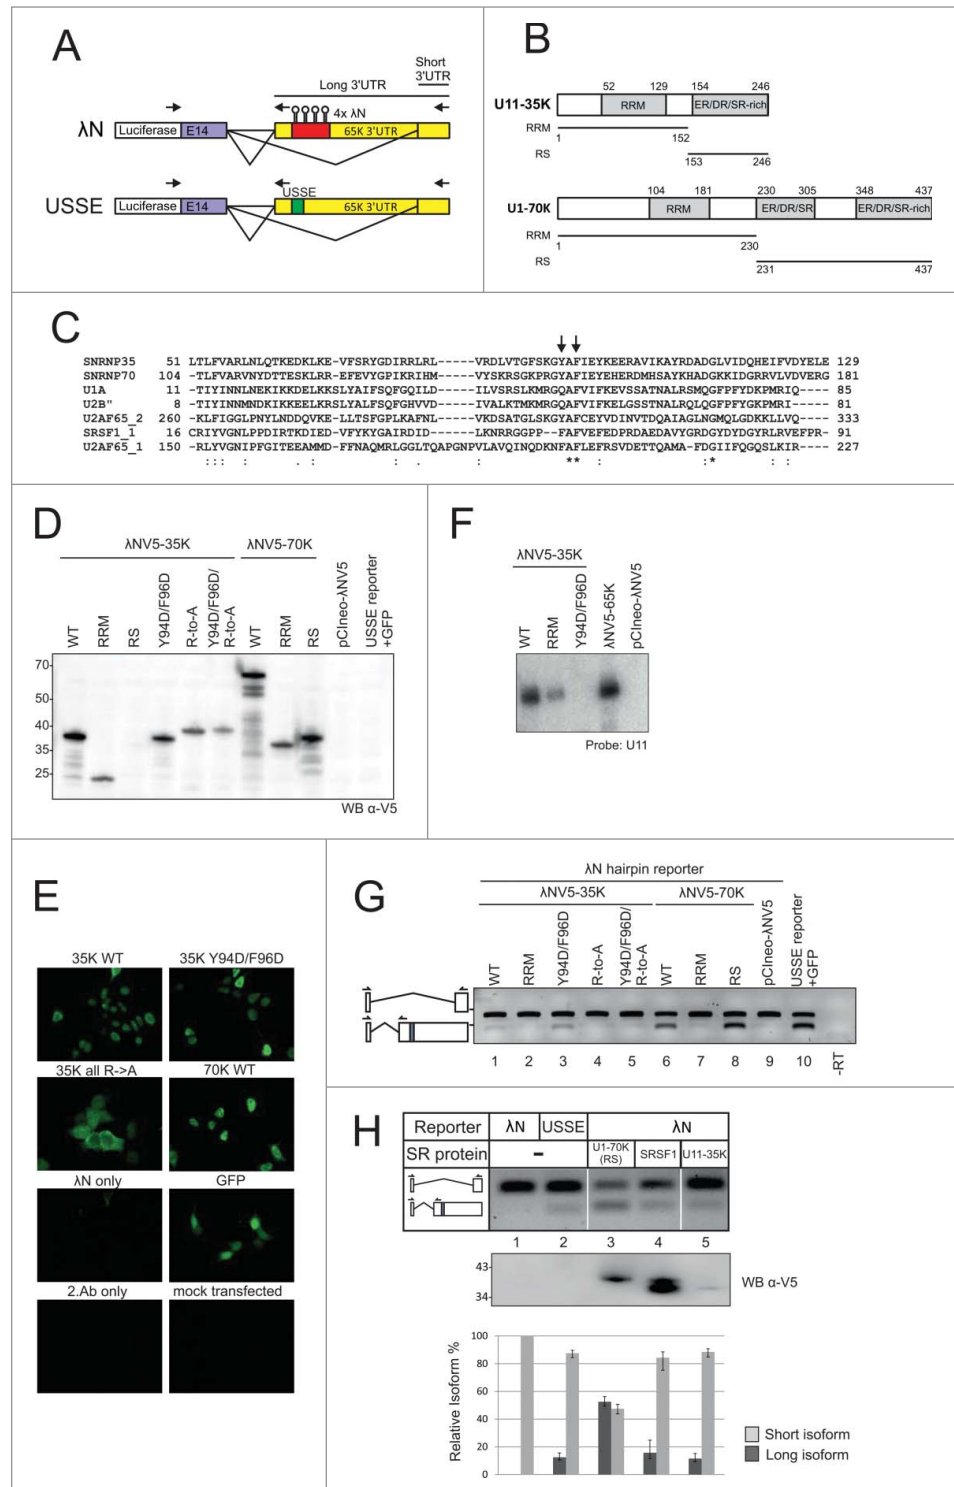 A
Short
3'UTR
Long 3'UTR
4x λN
λN
Luciferase E14
65K 3'UTR
USSE
USSE
Luciferase E14
65K 3'UTR
B
52 129 154 246
U11-35K
RRM ER/DR/SR-rich
RRM
1 152
RS
153 246
104 181 230 305 348 437
U1-70K
RRM ER/DR/SR ER/DR/SR-rich
RRM
1 230
RS
231 437
C
SNRNP35 51 LTLFVARLNLQTKEDKLKE-VFSRYGDIRRLRL-----VRDLVTGFSKGYAFIEYKEERAVIKAYRDADGLVIDQHEIFVDYELE 129
SNRNP70 104 -TLFVARVNYDTTESKLRR-EFEVYGPIKRIHM-----VYSKRSGKPRGYAFIEYEHERDMHSAYKHADGKKIDGRRVLVDVERG 181
U1A 11 -TIYINNLNEKIKKDELKKSLYAIFSQFGQILD-----ILVSRSLKMRGQAFVIFKEVSSATNALRSMQGFPFYDKPMRIQ---- 85
U2B" 8 -TIYINNMNDKIKKEELKRSLYALFSQFGHVVD-----IVALKTMKMRGQAFVIFKELGSSTNALRQLQGFPFYGKPMRI----- 81
U2AF65_2 260 -KLFIGGLPNYLNDDQVKE-LLTSFGPLKAFNL-----VKDSATGLSKGYAFCEYVDINVTDQAIAGLNGMQLGDKKLLV----- 333
SRSF1_1 16 -CRIYVGNLPPDIRTKDIED-VFYKYGAIRDID-----LKNRRGGPP--FAFVEFEDPRDAEDAVYGRDGYDYDGYRLRVEFPR- 91
U2AF65_1 150 --RLYVGNIPFGITEEAMMD-FFNAQMRLGGLTQAPGNPVLAVQINQDKNFAFLEFRSVDETTQAMA-FDGIIFQGQSLKIR--- 227
D
λNV5-35K λNV5-70K
WT RRM RS Y94D/F96D R-to-A Y94D/F96D/ R-to-A WT RRM RS pCIneo-λNV5 USSE reporter +GFP
70
50
40
35
25
WB α-V5
F
λNV5-35K
WT RRM Y94D/F96D λNV5-65K pCIneo-λNV5
Probe: U11
E
35K WT 35K Y94D/F96D
35K all R->A 70K WT
λN only GFP
2.Ab only mock transfected
G
λN hairpin reporter
λNV5-35K λNV5-70K
WT RRM Y94D/F96D R-to-A Y94D/F96D/ R-to-A WT RRM RS pCIneo-λNV5 USSE reporter +GFP
1 2 3 4 5 6 7 8 9 10 -RT
H
Reporter λN USSE λN
SR protein - U1-70K (RS) SRSF1 U11-35K
1 2 3 4 5
43
34
WB α-V5
Relative Isoform %
100
80
60
40
20
0
Short isoform
Long isoform